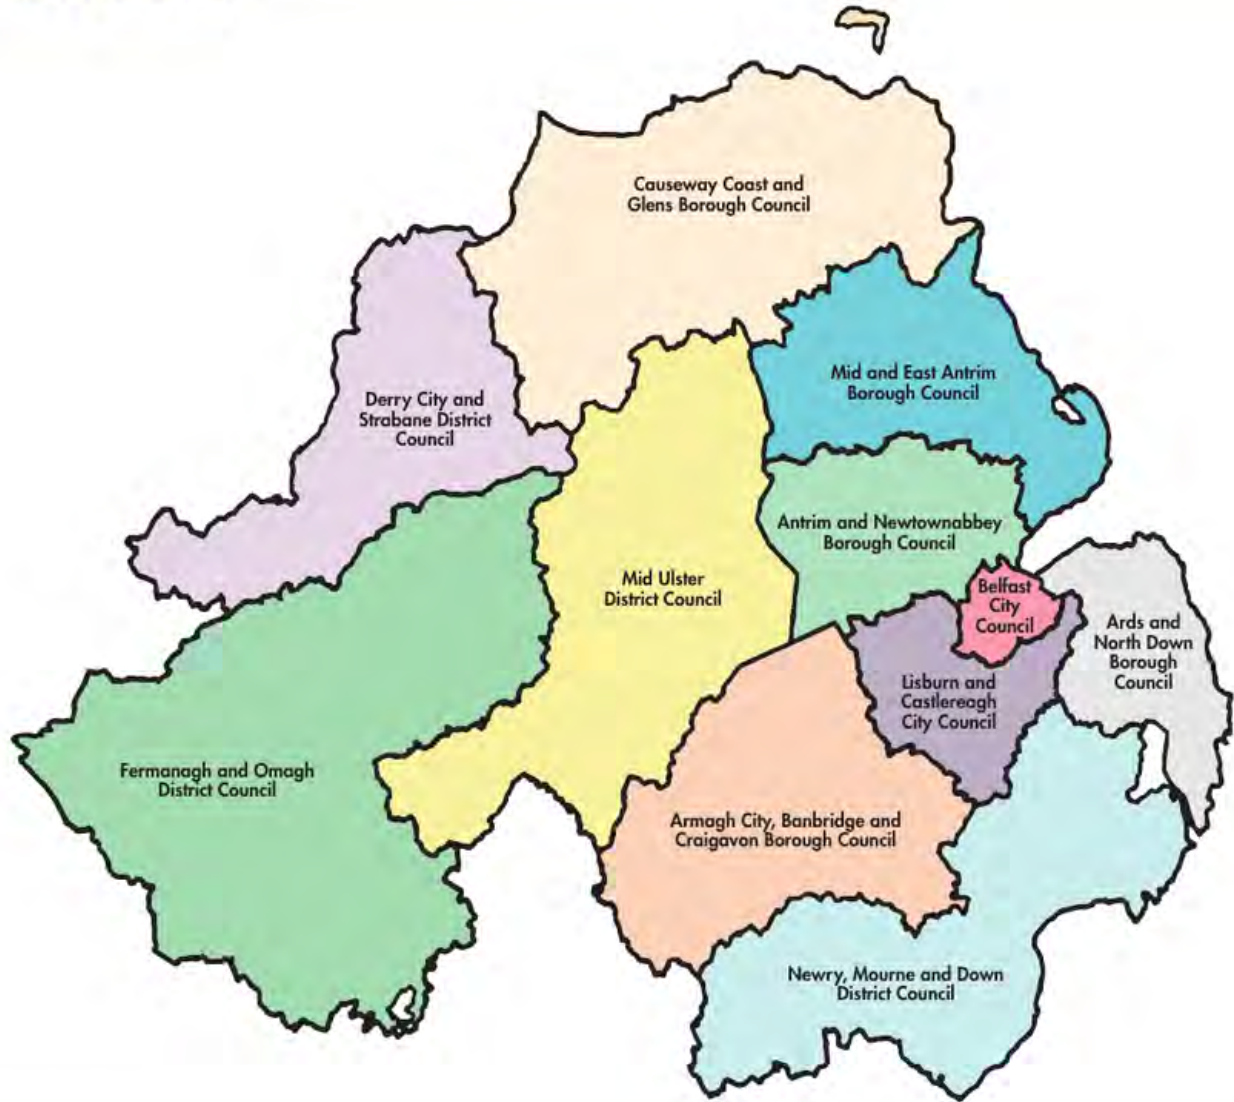 Causeway Coast and
Glens Borough Council
Mid and East Antrim
Borough Council
Derry City and
Strabane District
Council
Antrim and Newtownabbey
Borough Council
Mid Ulster
District Council
Belfast
City
Council
Ards and
North Down
Borough
Council
Lisburn and
Castlereagh
City Council
Fermanagh and Omagh
District Council
Armagh City, Banbridge and
Craigavon Borough Council
Newry, Mourne and Down
District Council